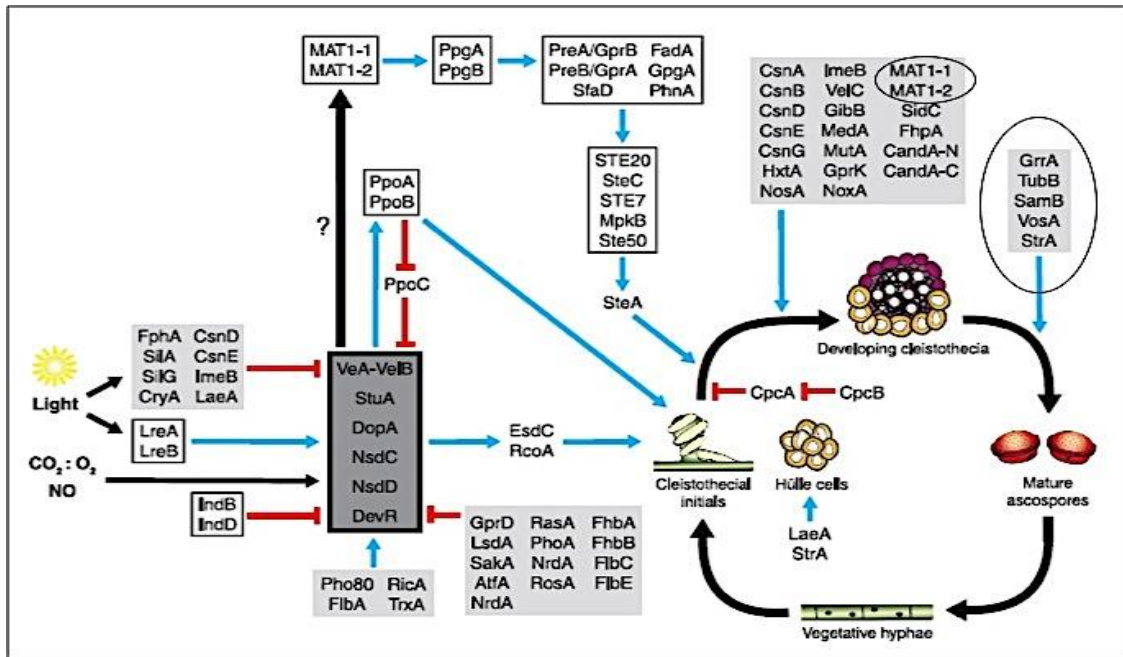 MAT1-1
MAT1-2
PpgA
PpgB
PreA/GprB FadA
PreB/GprA GpgA
SfaD PhnA
CsnA ImeB MAT1-1
CsnB VelC MAT1-2
CsnD GibB SidC
CsnE MedA FhpA
CsnG MutA CandA-N
HxtA GprK CandA-C
NosA NoxA
GrrA
TubB
SamB
VosA
StrA
STE20
SteC
STE7
MpkB
Ste50
SteA
PpoA
PpoB
?
PpoC
Developing cleistothecia
FphA CsnD
SilA CsnE
SilG ImeB
CryA LaeA
Light
LreA
LreB
CO₂ : O₂
NO
IndB
IndD
VeA-VelB
StuA
DopA
NsdC
NsdD
DevR
EsdC
RcoA
CpcA
CpcB
Cleistothecial
initials
Hülle cells
Mature
ascospores
LaeA
StrA
GprD RasA FhbA
LsdA PhoA FhbB
SakA NrdA FlbC
AtfA RosA FlbE
NrdA
Pho80 RicA
FlbA TrxA
Vegetative hyphae